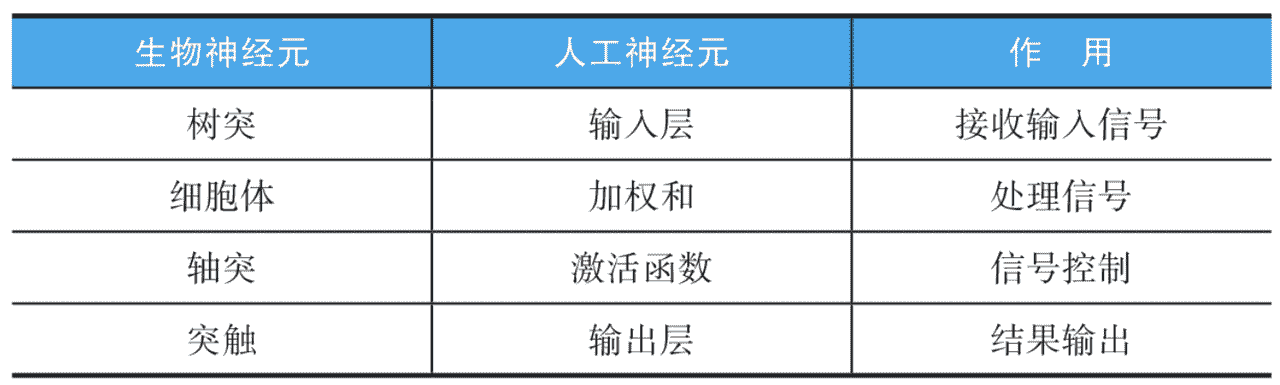 生物神经元 人工神经元 作 用
树突 输入层 接收输入信号
细胞体 加权和 处理信号
轴突 激活函数 信号控制
突触 输出层 结果输出